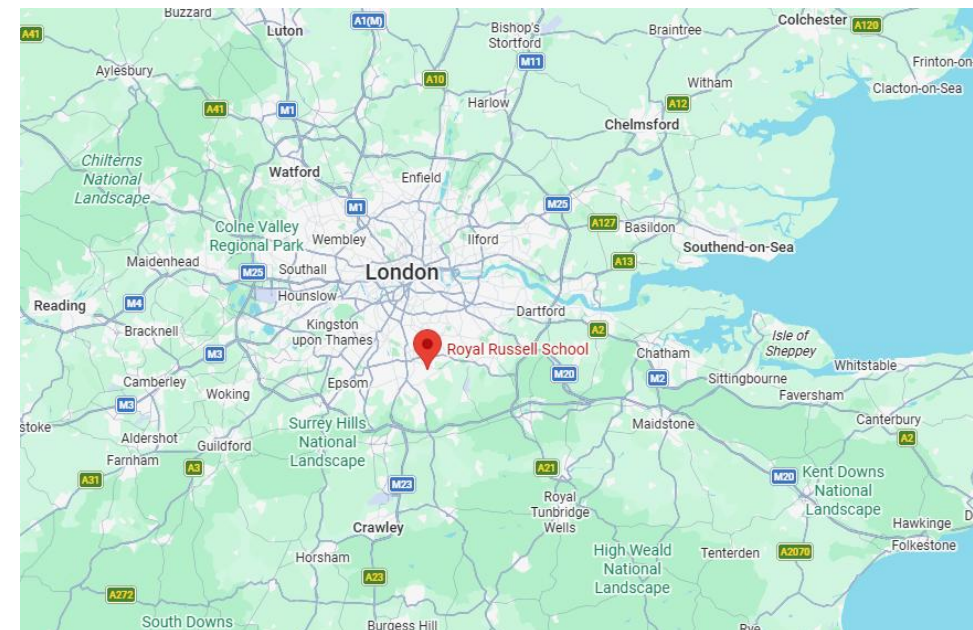 Buzzard
A1(M)
A41
Luton
Bishop's
Stortford
Braintree
Colchester
A120
M11
Frinton-on
Aylesbury
A10
Witham
Clacton-on-Sea
A41
M1
Harlow
A12
Chelmsford
Chilterns
National
Landscape
Watford
Enfield
M1
M25
Colne Valley
Regional Park
Wembley
Ilford
A127
Basildon
Southend-on-Sea
Maidenhead
M25
Southall
London
A13
Reading
M4
Hounslow
Dartford
Bracknell
Kingston
upon Thames
A2
Isle of
Sheppey
M3
Royal Russell School
Chatham
Whitstable
Camberley
Woking
Epsom
M20
M2
Sittingbourne
Faversham
M3
stoke
Surrey Hills
National
Landscape
Maidstone
Canterbury
A2
Aldershot
Guildford
Farnham
A3
A31
A21
M20
Kent Downs
National
Landscape
M23
Royal
Tunbridge
Wells
Crawley
Hawkinge
D
Folkestone
Horsham
High Weald
National
Landscape
Tenterden
A2070
A23
A272
South Downs
Burgess Hill
Rye